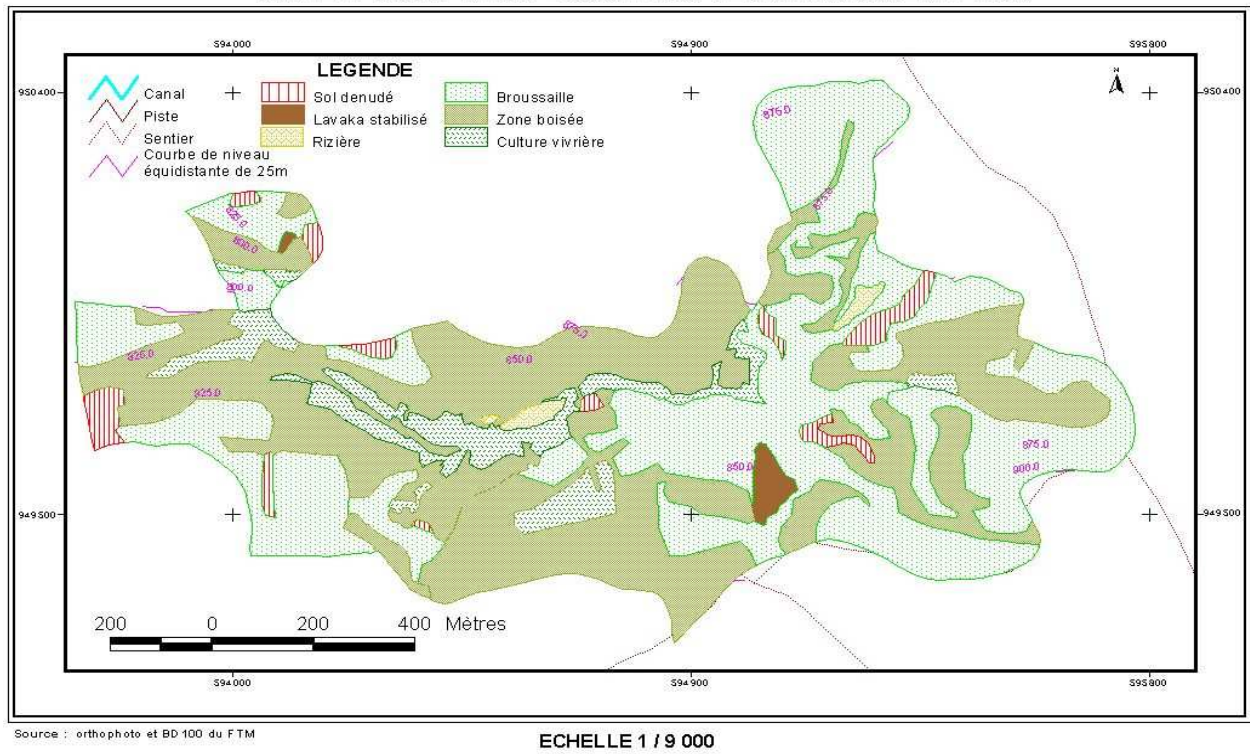 594000 594900 595800
950400 950400
LEGENDE
Canal
Piste
Sentier
Courbe de niveau
équidistante de 25m
Sol denudé
Lavaka stabilisé
Rizière
Broussaille
Zone boisée
Culture vivrière
N
875.0
875.0
825.0
800.0
800.0
875.0
850.0
825.0
825.0
850.0
875.0
900.0
949500 949500
200 0 200 400 Mètres
594000 594900 595800
Source : orthophoto et BD 100 du FTM
ECHELLE 1 / 9 000